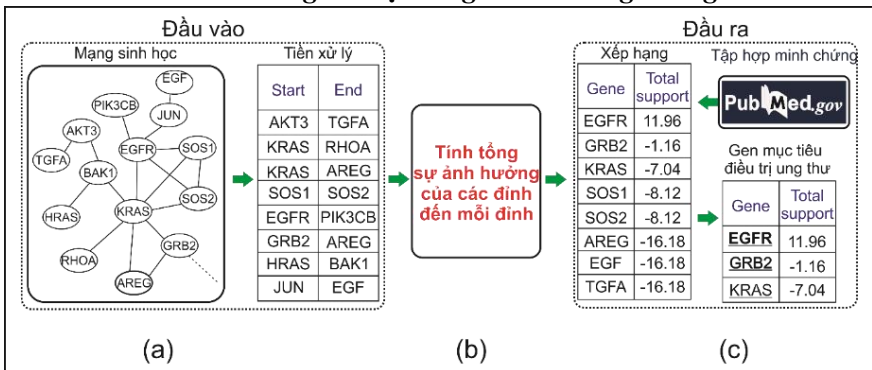 Đầu vào
Đầu ra
Mạng sinh học
Tiền xử lý
Xếp hạng
Tập hợp minh chứng
EGF
PIK3CB
JUN
AKT3
EGFR
SOS1
TGFA
BAK1
SOS2
HRAS
KRAS
GRB2
RHOA
AREG
Start End
AKT3 TGFA
KRAS RHOA
KRAS AREG
SOS1 SOS2
EGFR PIK3CB
GRB2 AREG
HRAS BAK1
JUN EGF
Tính tổng
sự ảnh hưởng
của các đỉnh
đến mỗi đỉnh
Gene Total
support
EGFR 11.96
GRB2 -1.16
KRAS -7.04
SOS1 -8.12
SOS2 -8.12
AREG -16.18
EGF -16.18
TGFA -16.18
PubMed.gov
Gen mục tiêu
điều trị ung thư
Gene Total
support
EGFR 11.96
GRB2 -1.16
KRAS -7.04
(a) (b) (c)